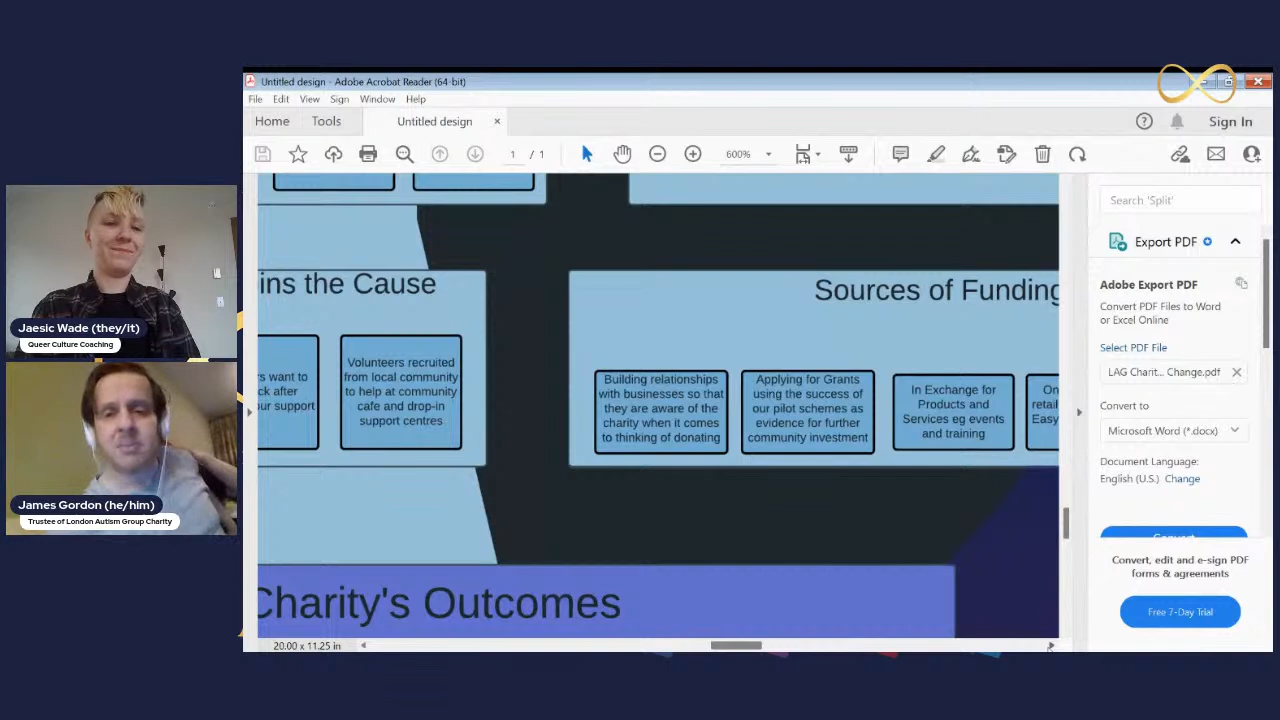 Untitled design - Adobe Acrobat Reader (64-bit)
File Edit View Sign Window Help
Home Tools Untitled design × Sign In
1 / 1 600%
Jaesic Wade (they/it)
Queer Culture Coaching
James Gordon (he/him)
Trustee of London Autism Group Charity
ins the Cause
rs want to
ck after
our support
Volunteers recruited
from local community
to help at community
cafe and drop-in
support centres
Sources of Funding
Building relationships
with businesses so that
they are aware of the
charity when it comes
to thinking of donating
Applying for Grants
using the success of
our pilot schemes as
evidence for further
community investment
In Exchange for
Products and
Services eg events
and training
On
retail
Easy
Charity's Outcomes
20.00 x 11.25 in
Search 'Split'
Export PDF
Adobe Export PDF
Convert PDF Files to Word
or Excel Online
Select PDF File
LAG Charit... Change.pdf
Convert to
Microsoft Word (*.docx)
Document Language:
English (U.S.) Change
Convert
Convert, edit and e-sign PDF
forms & agreements
Free 7-Day Trial